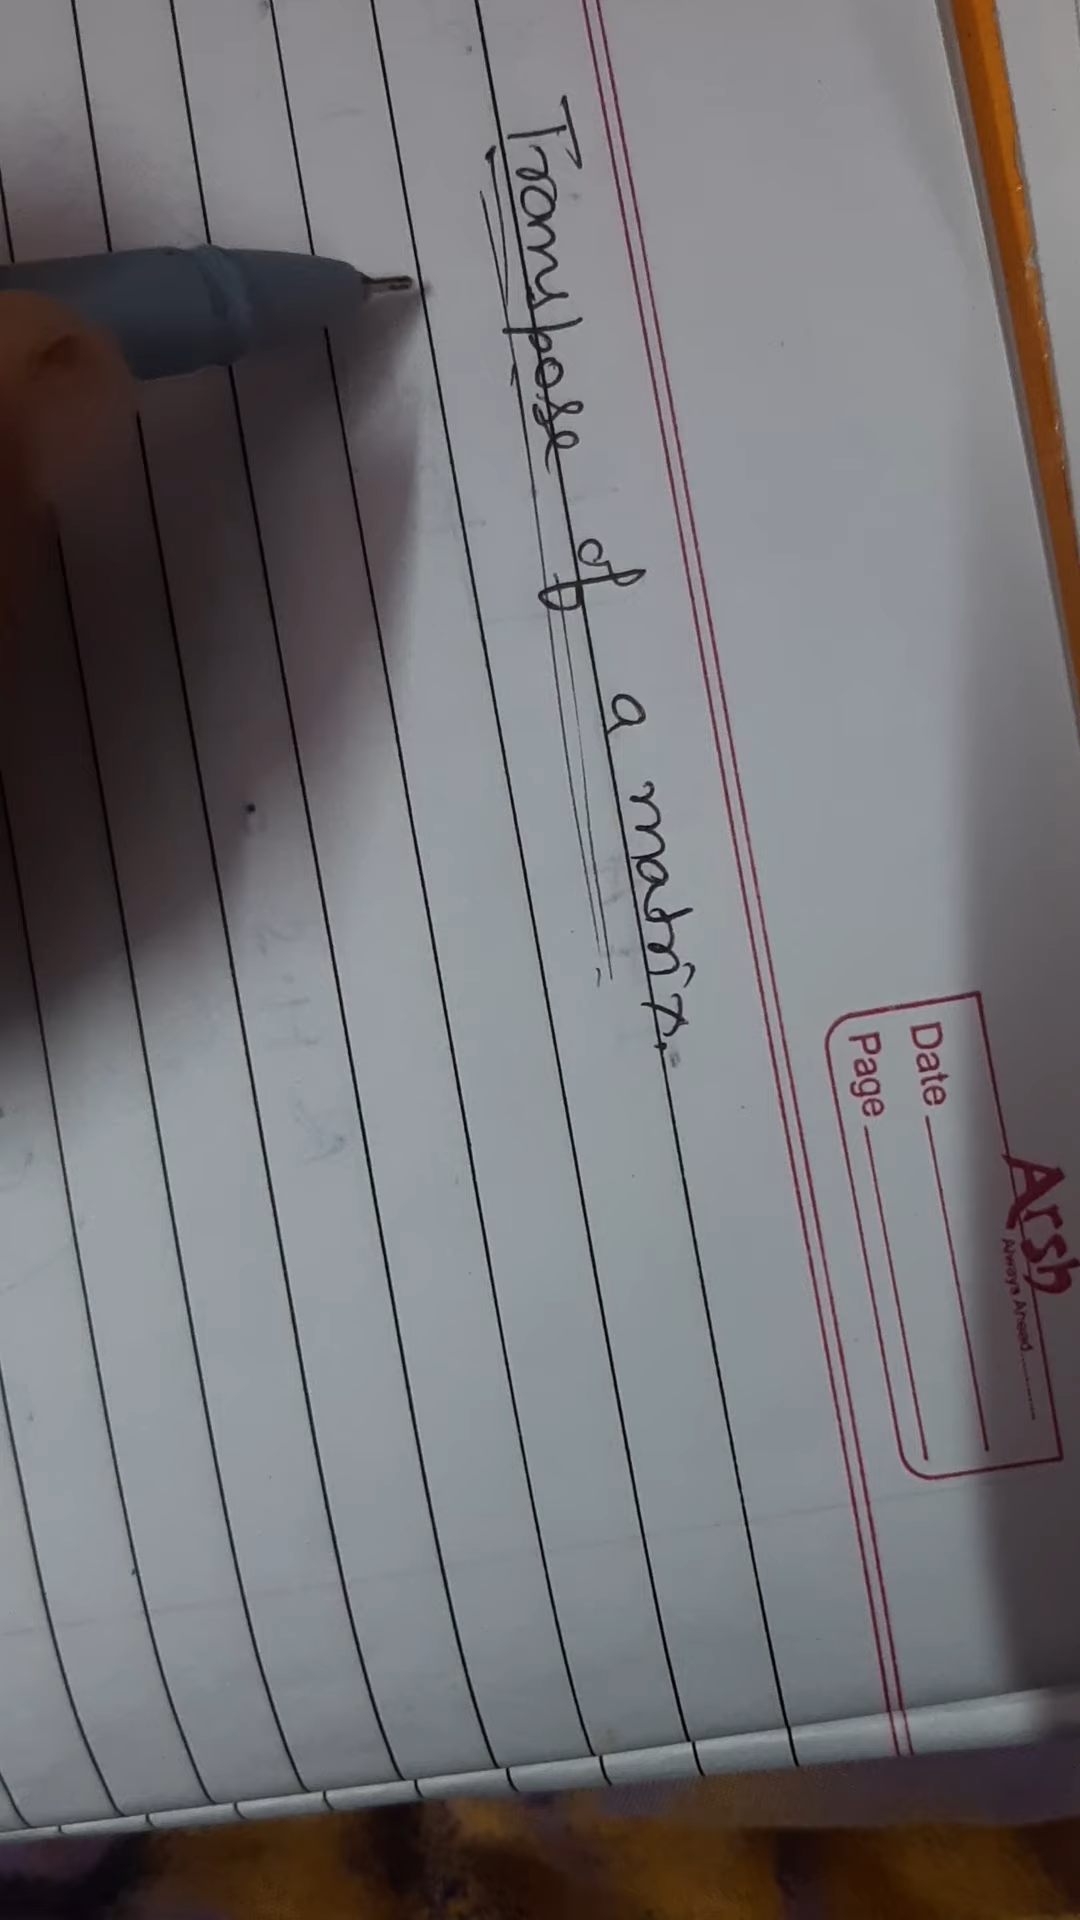 Arsh
Always Ahead..........
Date
Page
Transpose of a matrix.